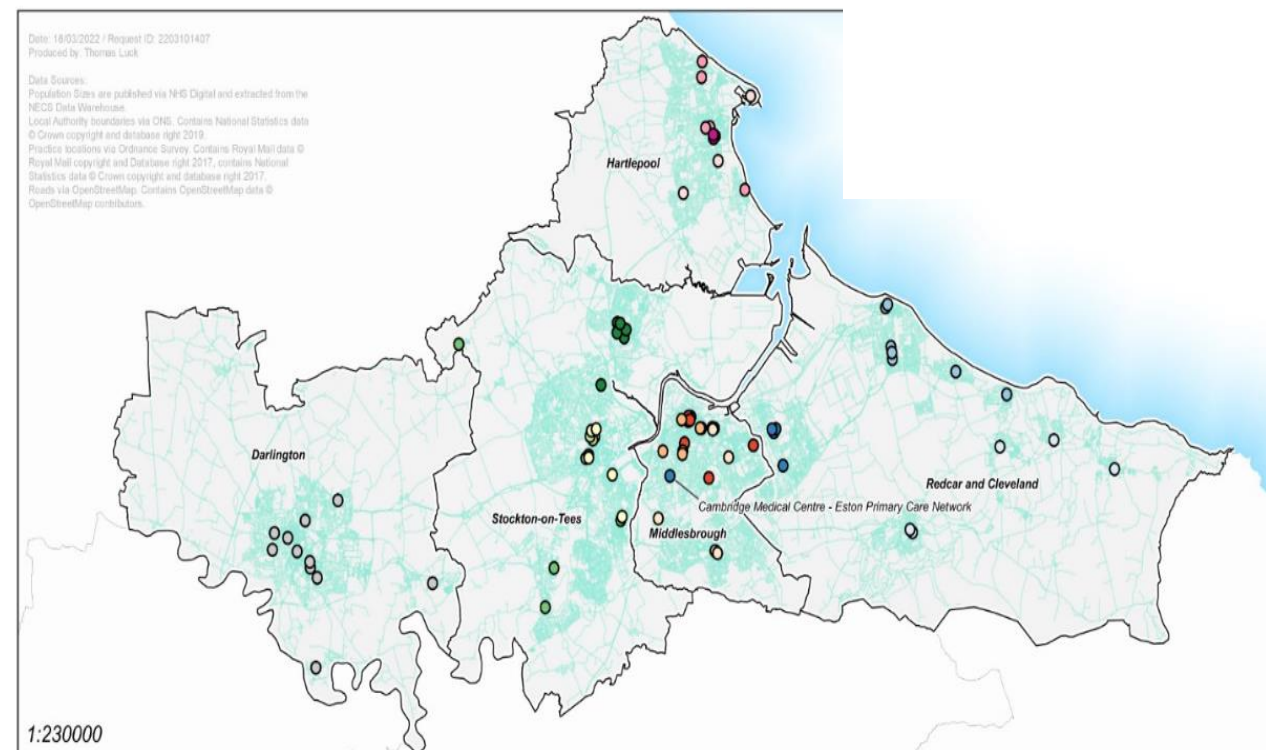 Date: 18/03/2022 / Request ID: 2203101407
Produced by: Thomas Luck
Data Sources:
Population Sizes are published via NHS Digital and extracted from the
NECS Data Warehouse.
Local Authority boundaries via ONS. Contains National Statistics data
© Crown copyright and database right 2019.
Practice locations via Ordnance Survey. Contains Royal Mail data ©
Royal Mail copyright and Database right 2017, contains National
Statistics data © Crown copyright and database right 2017.
Roads via OpenStreetMap. Contains OpenStreetMap data ©
OpenStreetMap contributors.
Hartlepool
Darlington
Stockton-on-Tees
Redcar and Cleveland
Cambridge Medical Centre - Eston Primary Care Network
Middlesbrough
1:230000